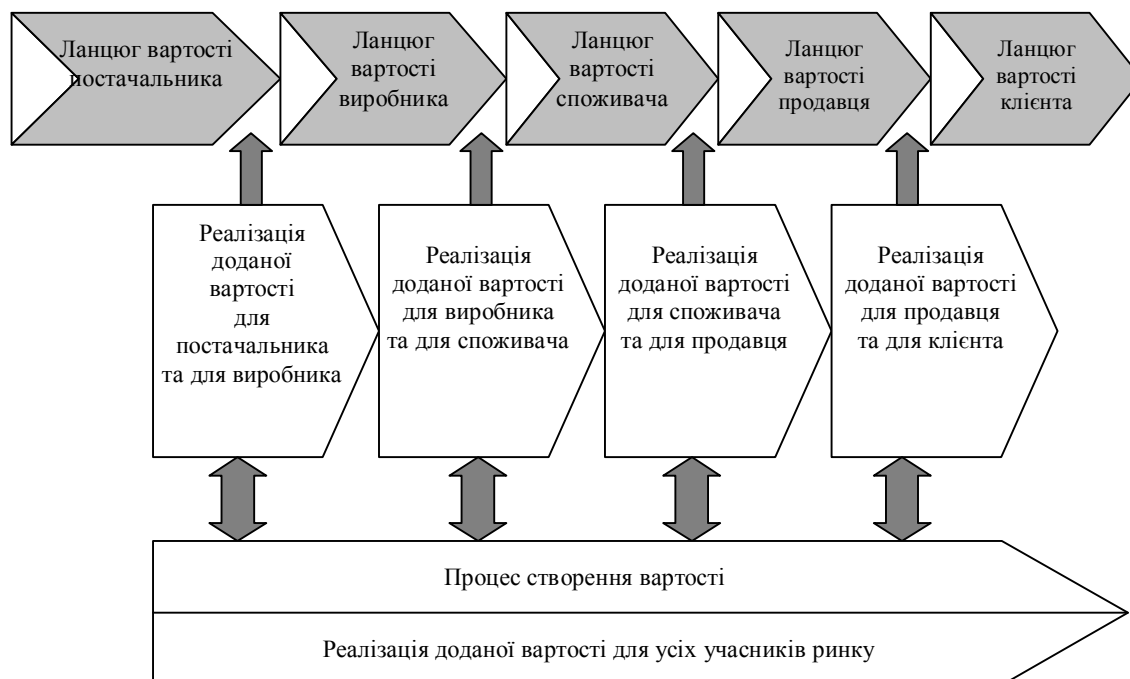 Ланцюг вартості
постачальника
Ланцюг
вартості
виробника
Ланцюг
вартості
споживача
Ланцюг
вартості
продавця
Ланцюг
вартості
клієнта
Реалізація
доданої
вартості
для
постачальника
та для виробника
Реалізація
доданої вартості
для виробника
та для споживача
Реалізація
доданої вартості
для споживача
та для продавця
Реалізація
доданої вартості
для продавця
та для клієнта
Процес створення вартості
Реалізація доданої вартості для усіх учасників ринку